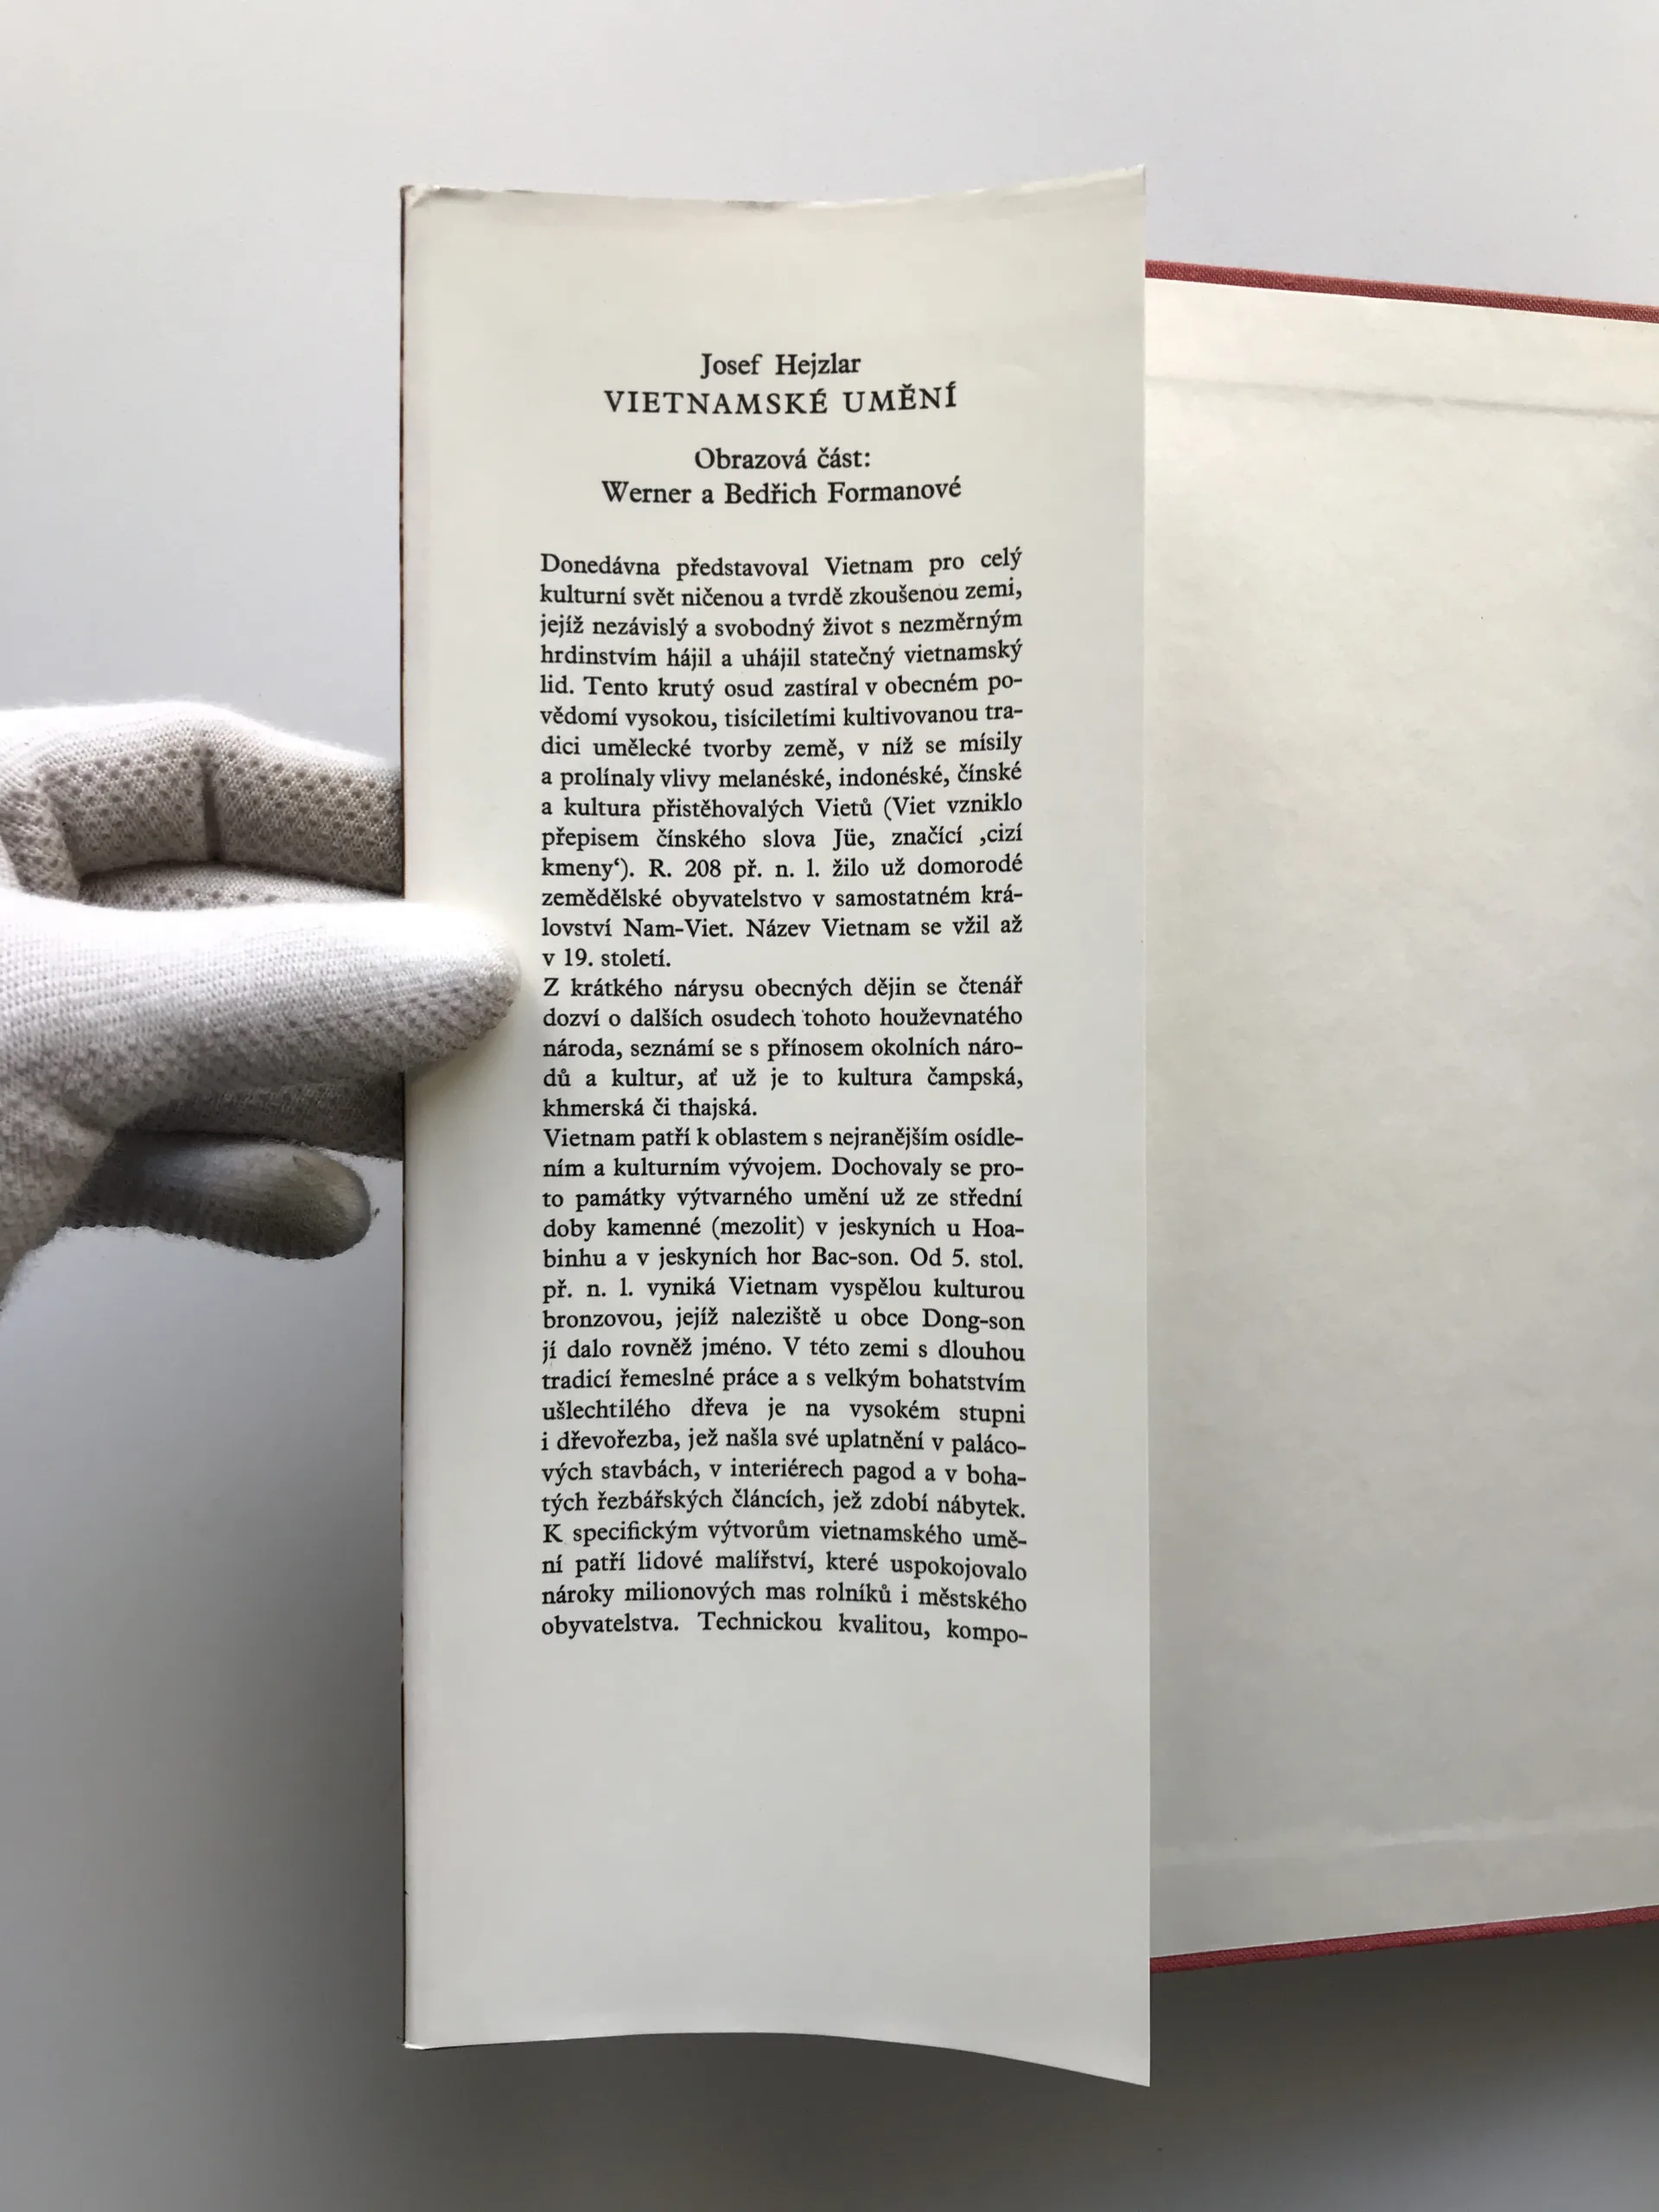 Josef Hejzlar
VIETNAMSKÉ UMĚNÍ
Obrazová část:
Werner a Bedřich Formanové
Donedávna představoval Vietnam pro celý
kulturní svět ničenou a tvrdě zkoušenou zemi,
jejíž nezávislý a svobodný život s nezměrným
hrdinstvím hájil a uhájil statečný vietnamský
lid. Tento krutý osud zastíral v obecném po-
vědomí vysokou, tisíciletími kultivovanou tra-
dici umělecké tvorby země, v níž se mísily
a prolínaly vlivy melanéské, indonéské, čínské
a kultura přistěhovalých Vietů (Viet vzniklo
přepisem čínského slova Jüe, značící ‚cizí
kmeny‘). R. 208 př. n. l. žilo už domorodé
zemědělské obyvatelstvo v samostatném krá-
lovství Nam-Viet. Název Vietnam se vžil až
v 19. století.
Z krátkého nárysu obecných dějin se čtenář
dozví o dalších osudech tohoto houževnatého
národa, seznámí se s přínosem okolních náro-
dů a kultur, ať už je to kultura čampská,
khmerská či thajská.
Vietnam patří k oblastem s nejranějším osídle-
ním a kulturním vývojem. Dochovaly se pro-
to památky výtvarného umění už ze střední
doby kamenné (mezolit) v jeskyních u Hoa-
binhu a v jeskyních hor Bac-son. Od 5. stol.
př. n. l. vyniká Vietnam vyspělou kulturou
bronzovou, jejíž naleziště u obce Dong-son
jí dalo rovněž jméno. V této zemi s dlouhou
tradicí řemeslné práce a s velkým bohatstvím
ušlechtilého dřeva je na vysokém stupni
i dřevořezba, jež našla své uplatnění v paláco-
vých stavbách, v interiérech pagod a v boha-
tých řezbářských článcích, jež zdobí nábytek.
K specifickým výtvorům vietnamského umě-
ní patří lidové malířství, které uspokojovalo
nároky milionových mas rolníků i městského
obyvatelstva. Technickou kvalitou, kompo-